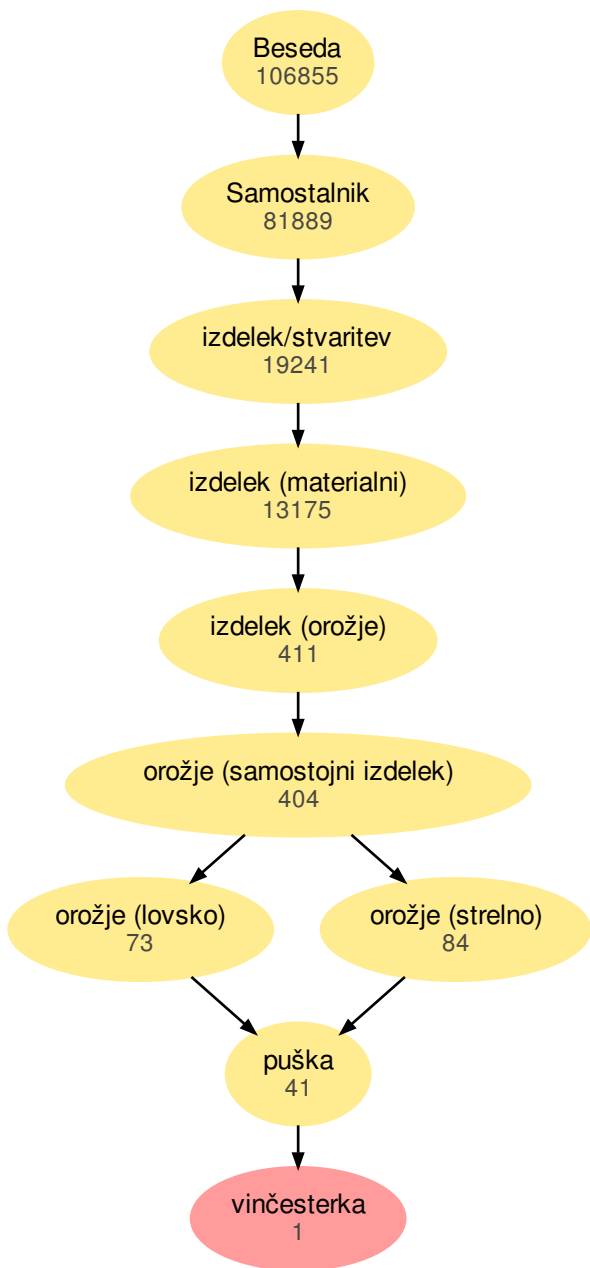 Beseda
106855
Samostalnik
81889
izdelek/stvaritev
19241
izdelek (materialni)
13175
izdelek (orožje)
411
orožje (samostojni izdelek)
404
orožje (lovsko)
73
orožje (strelno)
84
puška
41
vinčesterka
1